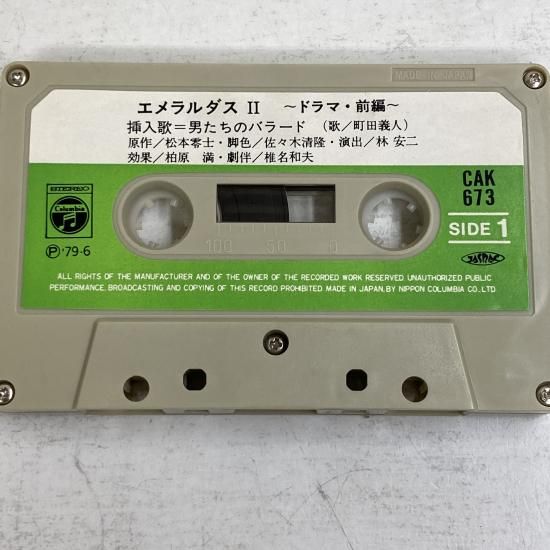 MADE IN JAPAN
エメラルダス II ～ドラマ・前編～
挿入歌＝男たちのバラード （歌／町田義人）
原作／松本零士・脚色／佐々木清隆・演出／林 安二
効果／柏原 満・劇伴／椎名和夫
STEREO
Columbia
CAK
673
SIDE 1
Ⓟ '79-6
100 50 0
JASRAC
ALL RIGHTS OF THE MANUFACTURER AND OF THE OWNER OF THE RECORDED WORK RESERVED. UNAUTHORIZED PUBLIC
PERFORMANCE, BROADCASTING AND COPYING OF THIS RECORD PROHIBITED MADE IN JAPAN, BY NIPPON COLUMBIA CO., LTD.